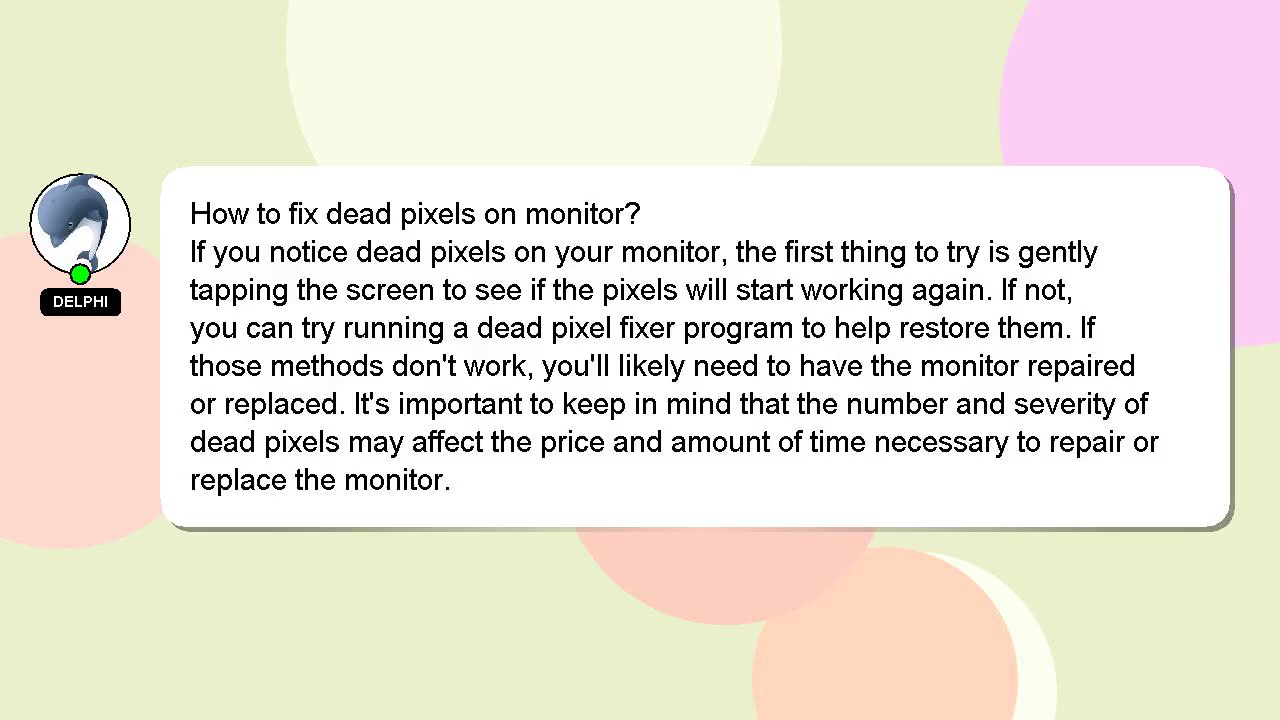 DELPHI
How to fix dead pixels on monitor?
If you notice dead pixels on your monitor, the first thing to try is gently
tapping the screen to see if the pixels will start working again. If not,
you can try running a dead pixel fixer program to help restore them. If
those methods don't work, you'll likely need to have the monitor repaired
or replaced. It's important to keep in mind that the number and severity of
dead pixels may affect the price and amount of time necessary to repair or
replace the monitor.